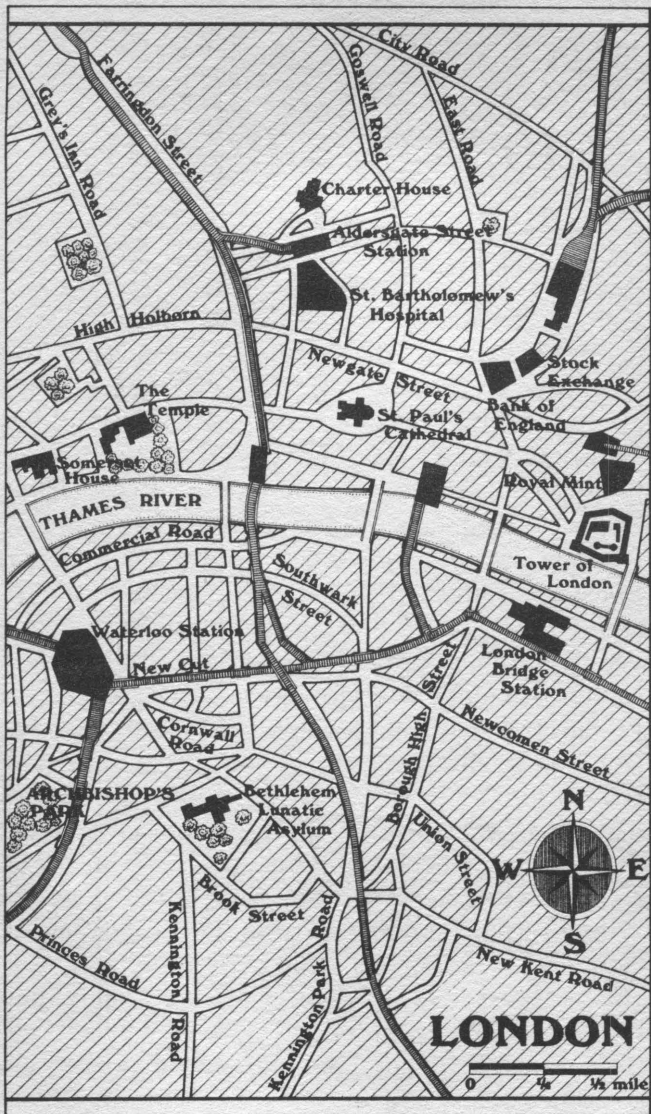 City Road
Goswell Road
East Road
Farringdon Street
Grey's Inn Road
Charter House
Aldersgate Street
Station
St. Bartholomew's
Hospital
High Holborn
Newgate Street
Stock
Exchange
Bank of
England
The
Temple
St. Paul's
Cathedral
Somerset
House
Royal Mint
THAMES RIVER
Commercial Road
Tower of
London
Southwark
Street
Waterloo Station
New Cut
London
Bridge
Station
Cornwall
Road
Newcomen Street
Borough High Street
ARCHBISHOP'S
PARK
Bethlehem
Lunatic
Asylum
Union Street
N
W E
S
Brook Street
Kennington Road
Princes Road
Kennington Park Road
New Kent Road
LONDON
0 1/4 1/2 mile